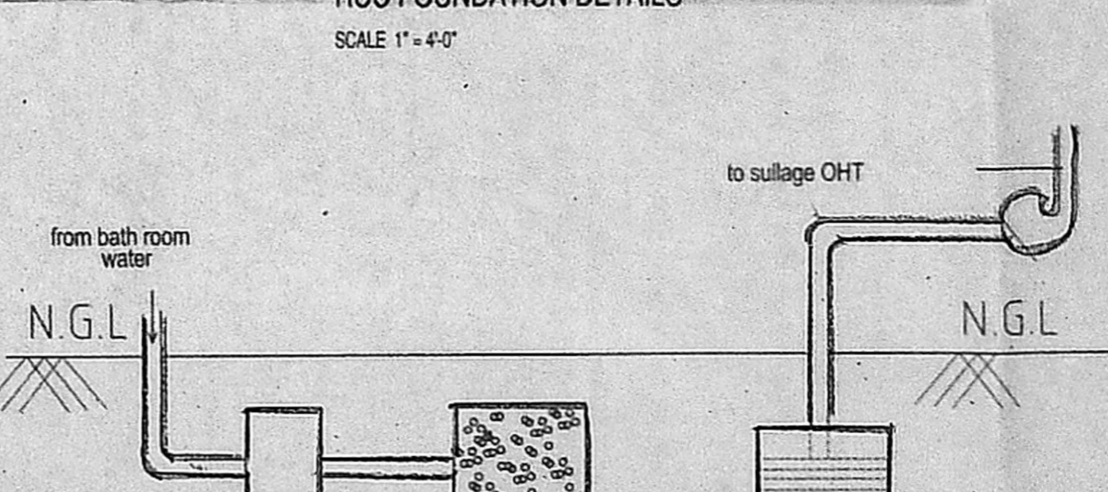 SCALE 1" = 4'-0"
to sullage OHT
from bath room
water
N.G.L
N.G.L